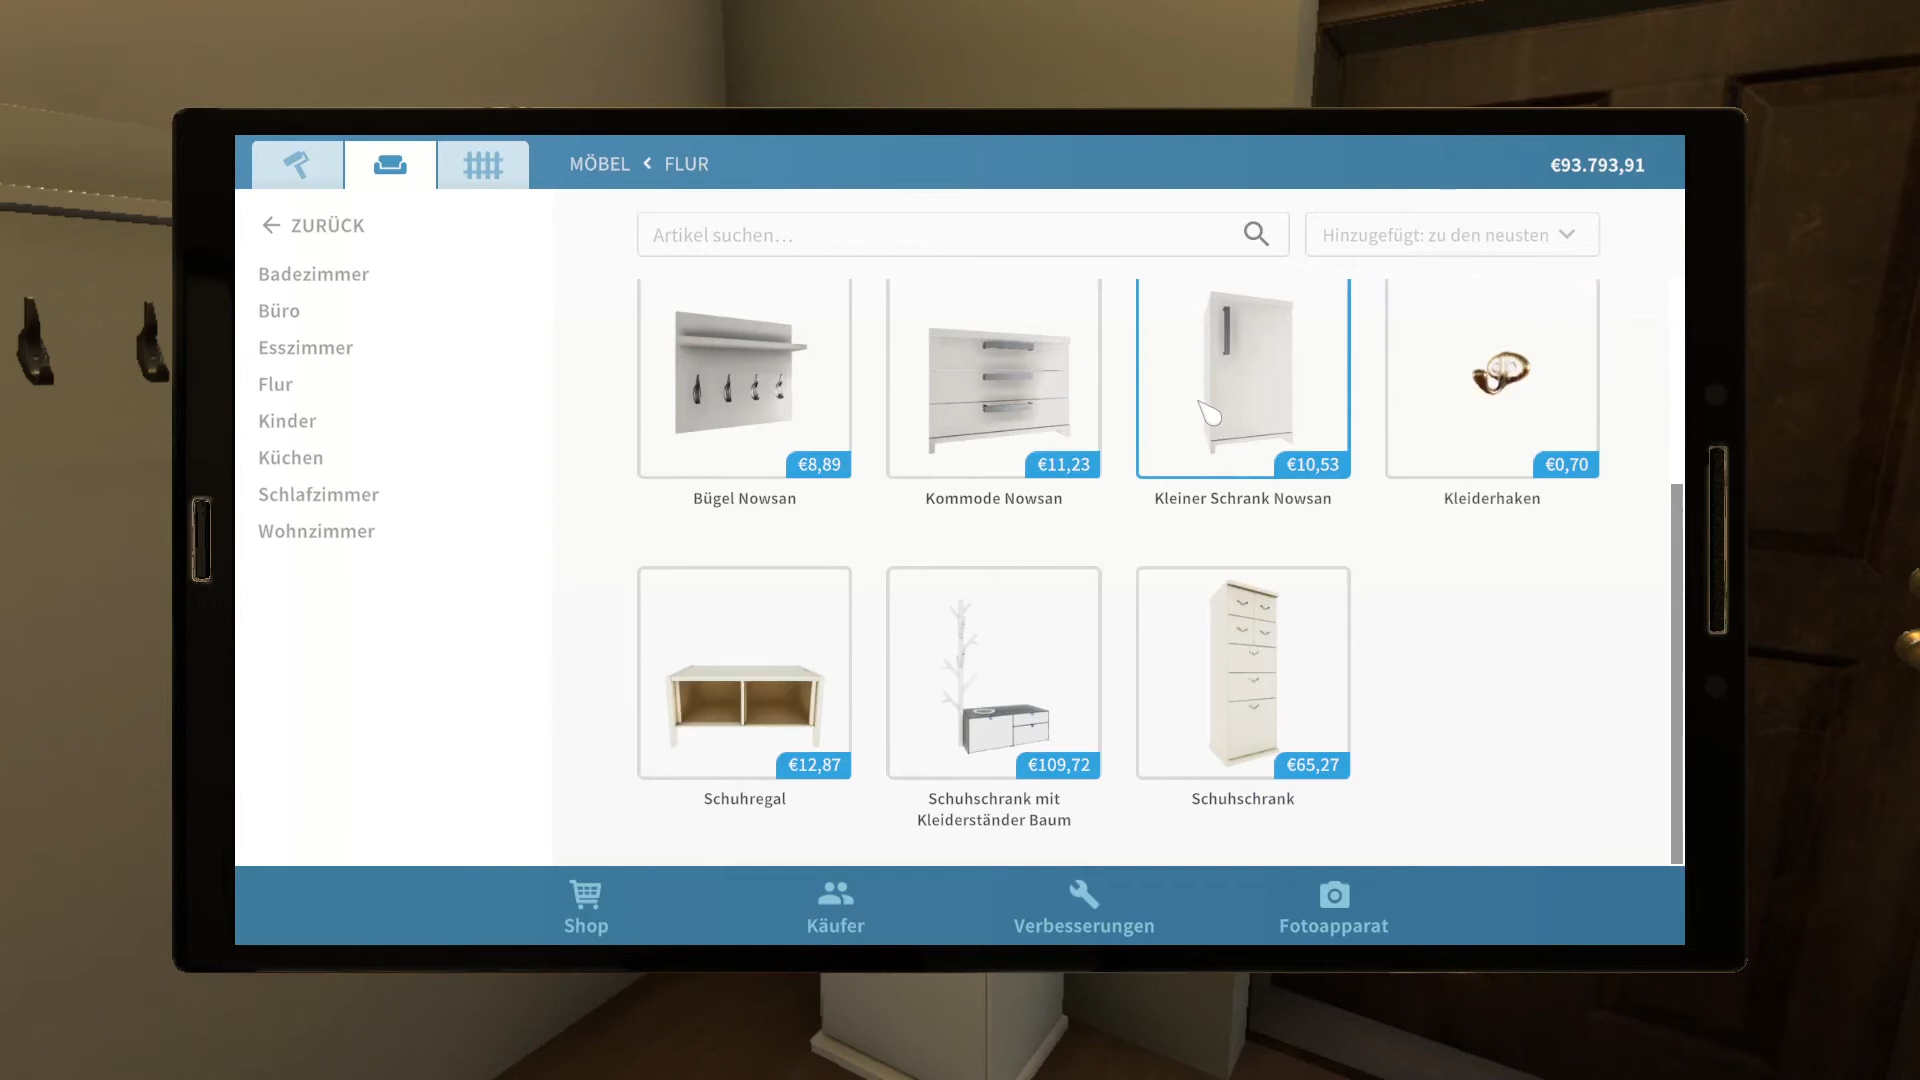 MÖBEL < FLUR
€93.793,91
ZURÜCK
Badezimmer
Büro
Esszimmer
Flur
Kinder
Küchen
Schlafzimmer
Wohnzimmer
Artikel suchen...
Hinzugefügt: zu den neusten
€8,89
€11,23
€10,53
€0,70
Bügel Nowsan
Kommode Nowsan
Kleiner Schrank Nowsan
Kleiderhaken
€12,87
€109,72
€65,27
Schuhregal
Schuhschrank mit
Kleiderständer Baum
Schuhschrank
Shop
Käufer
Verbesserungen
Fotoapparat